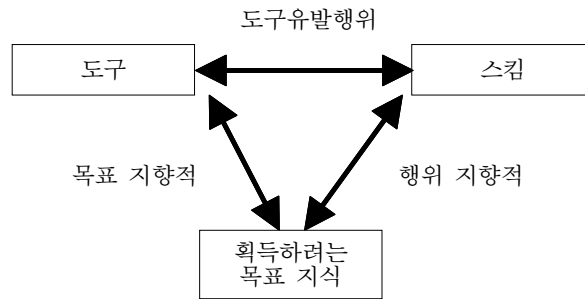 도구유발행위
도구
스킴
목표 지향적
행위 지향적
획득하려는
목표 지식